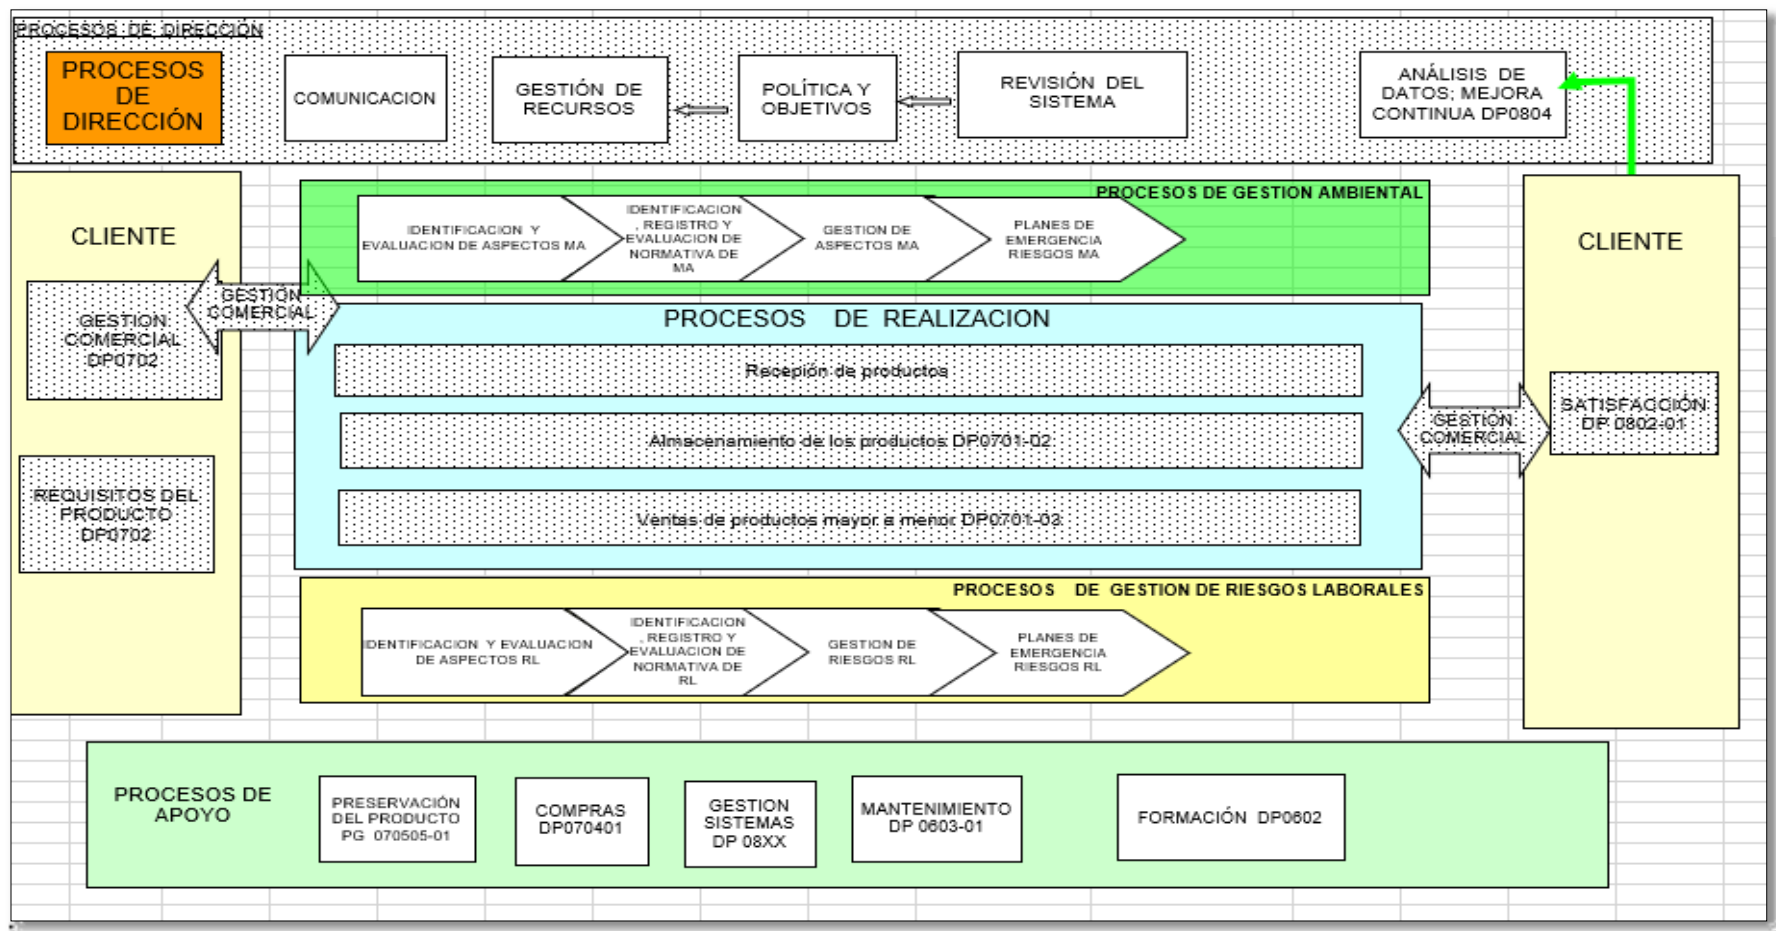 PROCESOS DE DIRECCIÓN
PROCESOS
DE
DIRECCIÓN
COMUNICACION
GESTIÓN DE
RECURSOS
POLÍTICA Y
OBJETIVOS
REVISIÓN DEL
SISTEMA
ANÁLISIS DE
DATOS; MEJORA
CONTINUA DP0804
CLIENTE
GESTION
COMERCIAL
DP0702
REQUISITOS DEL
PRODUCTO
DP0702
GESTIÓN
COMERCIAL
PROCESOS DE GESTION AMBIENTAL
IDENTIFICACION Y
EVALUACION DE ASPECTOS MA
IDENTIFICACION
, REGISTRO Y
EVALUACION DE
NORMATIVA DE
MA
GESTION DE
ASPECTOS MA
PLANES DE
EMERGENCIA
RIESGOS MA
PROCESOS DE REALIZACION
Recepión de productos
Almacenamiento de los productos DP0701-02
Ventas de productos mayor a menor DP0701-03
GESTIÓN
COMERCIAL
CLIENTE
SATISFACCIÓN
DP 0802-01
PROCESOS DE GESTION DE RIESGOS LABORALES
IDENTIFICACION Y EVALUACION
DE ASPECTOS RL
IDENTIFICACION
, REGISTRO Y
EVALUACION DE
NORMATIVA DE
RL
GESTION DE
RIESGOS RL
PLANES DE
EMERGENCIA
RIESGOS RL
PROCESOS DE
APOYO
PRESERVACIÓN
DEL PRODUCTO
PG 070505-01
COMPRAS
DP070401
GESTION
SISTEMAS
DP 08XX
MANTENIMIENTO
DP 0603-01
FORMACIÓN DP0602